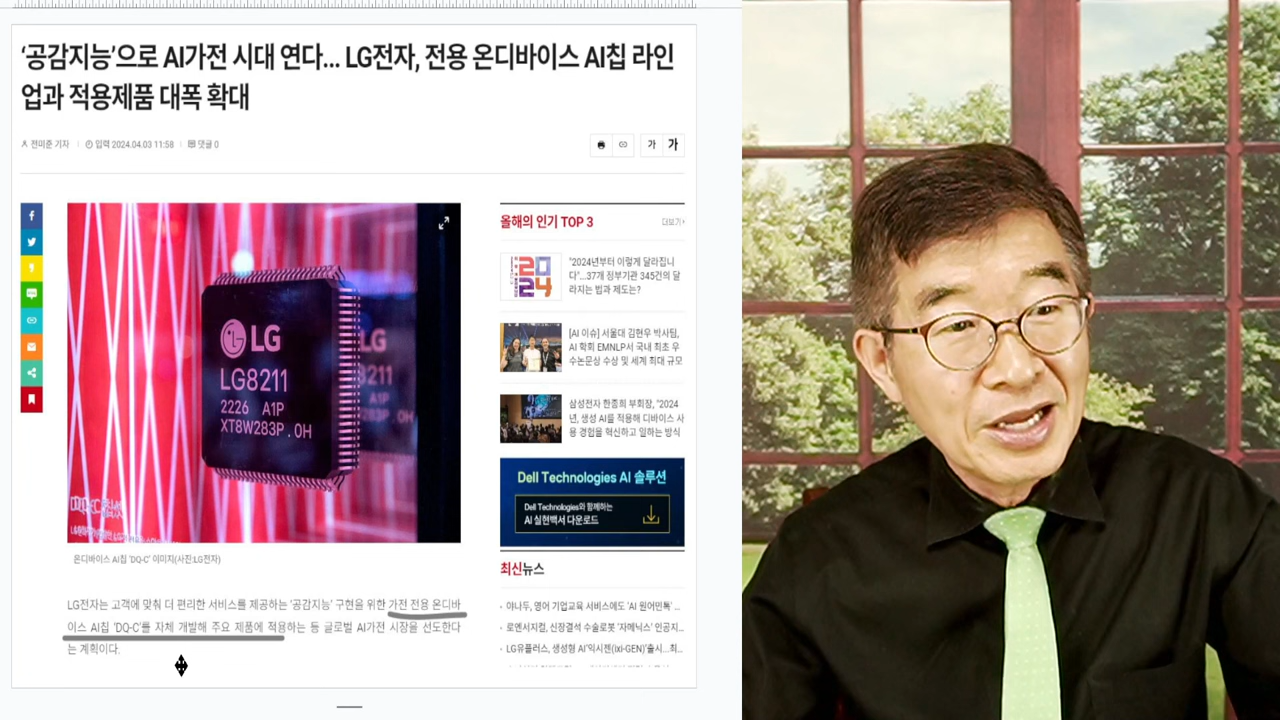 ‘공감지능’으로 AI가전 시대 연다... LG전자, 전용 온디바이스 AI칩 라인
업과 적용제품 대폭 확대
전미준 기자 입력 2024.04.03 11:58 댓글 0
가 가
LG
LG8211
2226 A1P
XT8W283P . OH
온디바이스 AI칩 'DQ-C' 이미지(사진:LG전자)
LG전자는 고객에 맞춰 더 편리한 서비스를 제공하는 '공감지능' 구현을 위한 가전 전용 온디바
이스 AI칩 'DQ-C'를 자체 개발해 주요 제품에 적용하는 등 글로벌 AI가전 시장을 선도한다
는 계획이다.
올해의 인기 TOP 3
더보기
2024
"2024년부터 이렇게 달라집니
다"...37개 정부기관 345건의 달
라지는 법과 제도는?
[AI 이슈] 서울대 김현우 박사팀,
AI 학회 EMNLP서 국내 최초 우
수논문상 수상 및 세계 최대 규모
삼성전자 한종희 부회장, "2024
년, 생성 AI를 적용해 디바이스 사
용 경험을 혁신하고 일하는 방식
Dell Technologies AI 솔루션
Dell Technologies와 함께하는
AI 실현백서 다운로드
최신뉴스
야나두, 영어 기업교육 서비스에도 'AI 원어민톡' ...
로엔서지컬, 신장결석 수술로봇 '자메닉스' 인공지...
LG유플러스, 생성형 AI '익시젠(ixi-GEN)'출시...최...